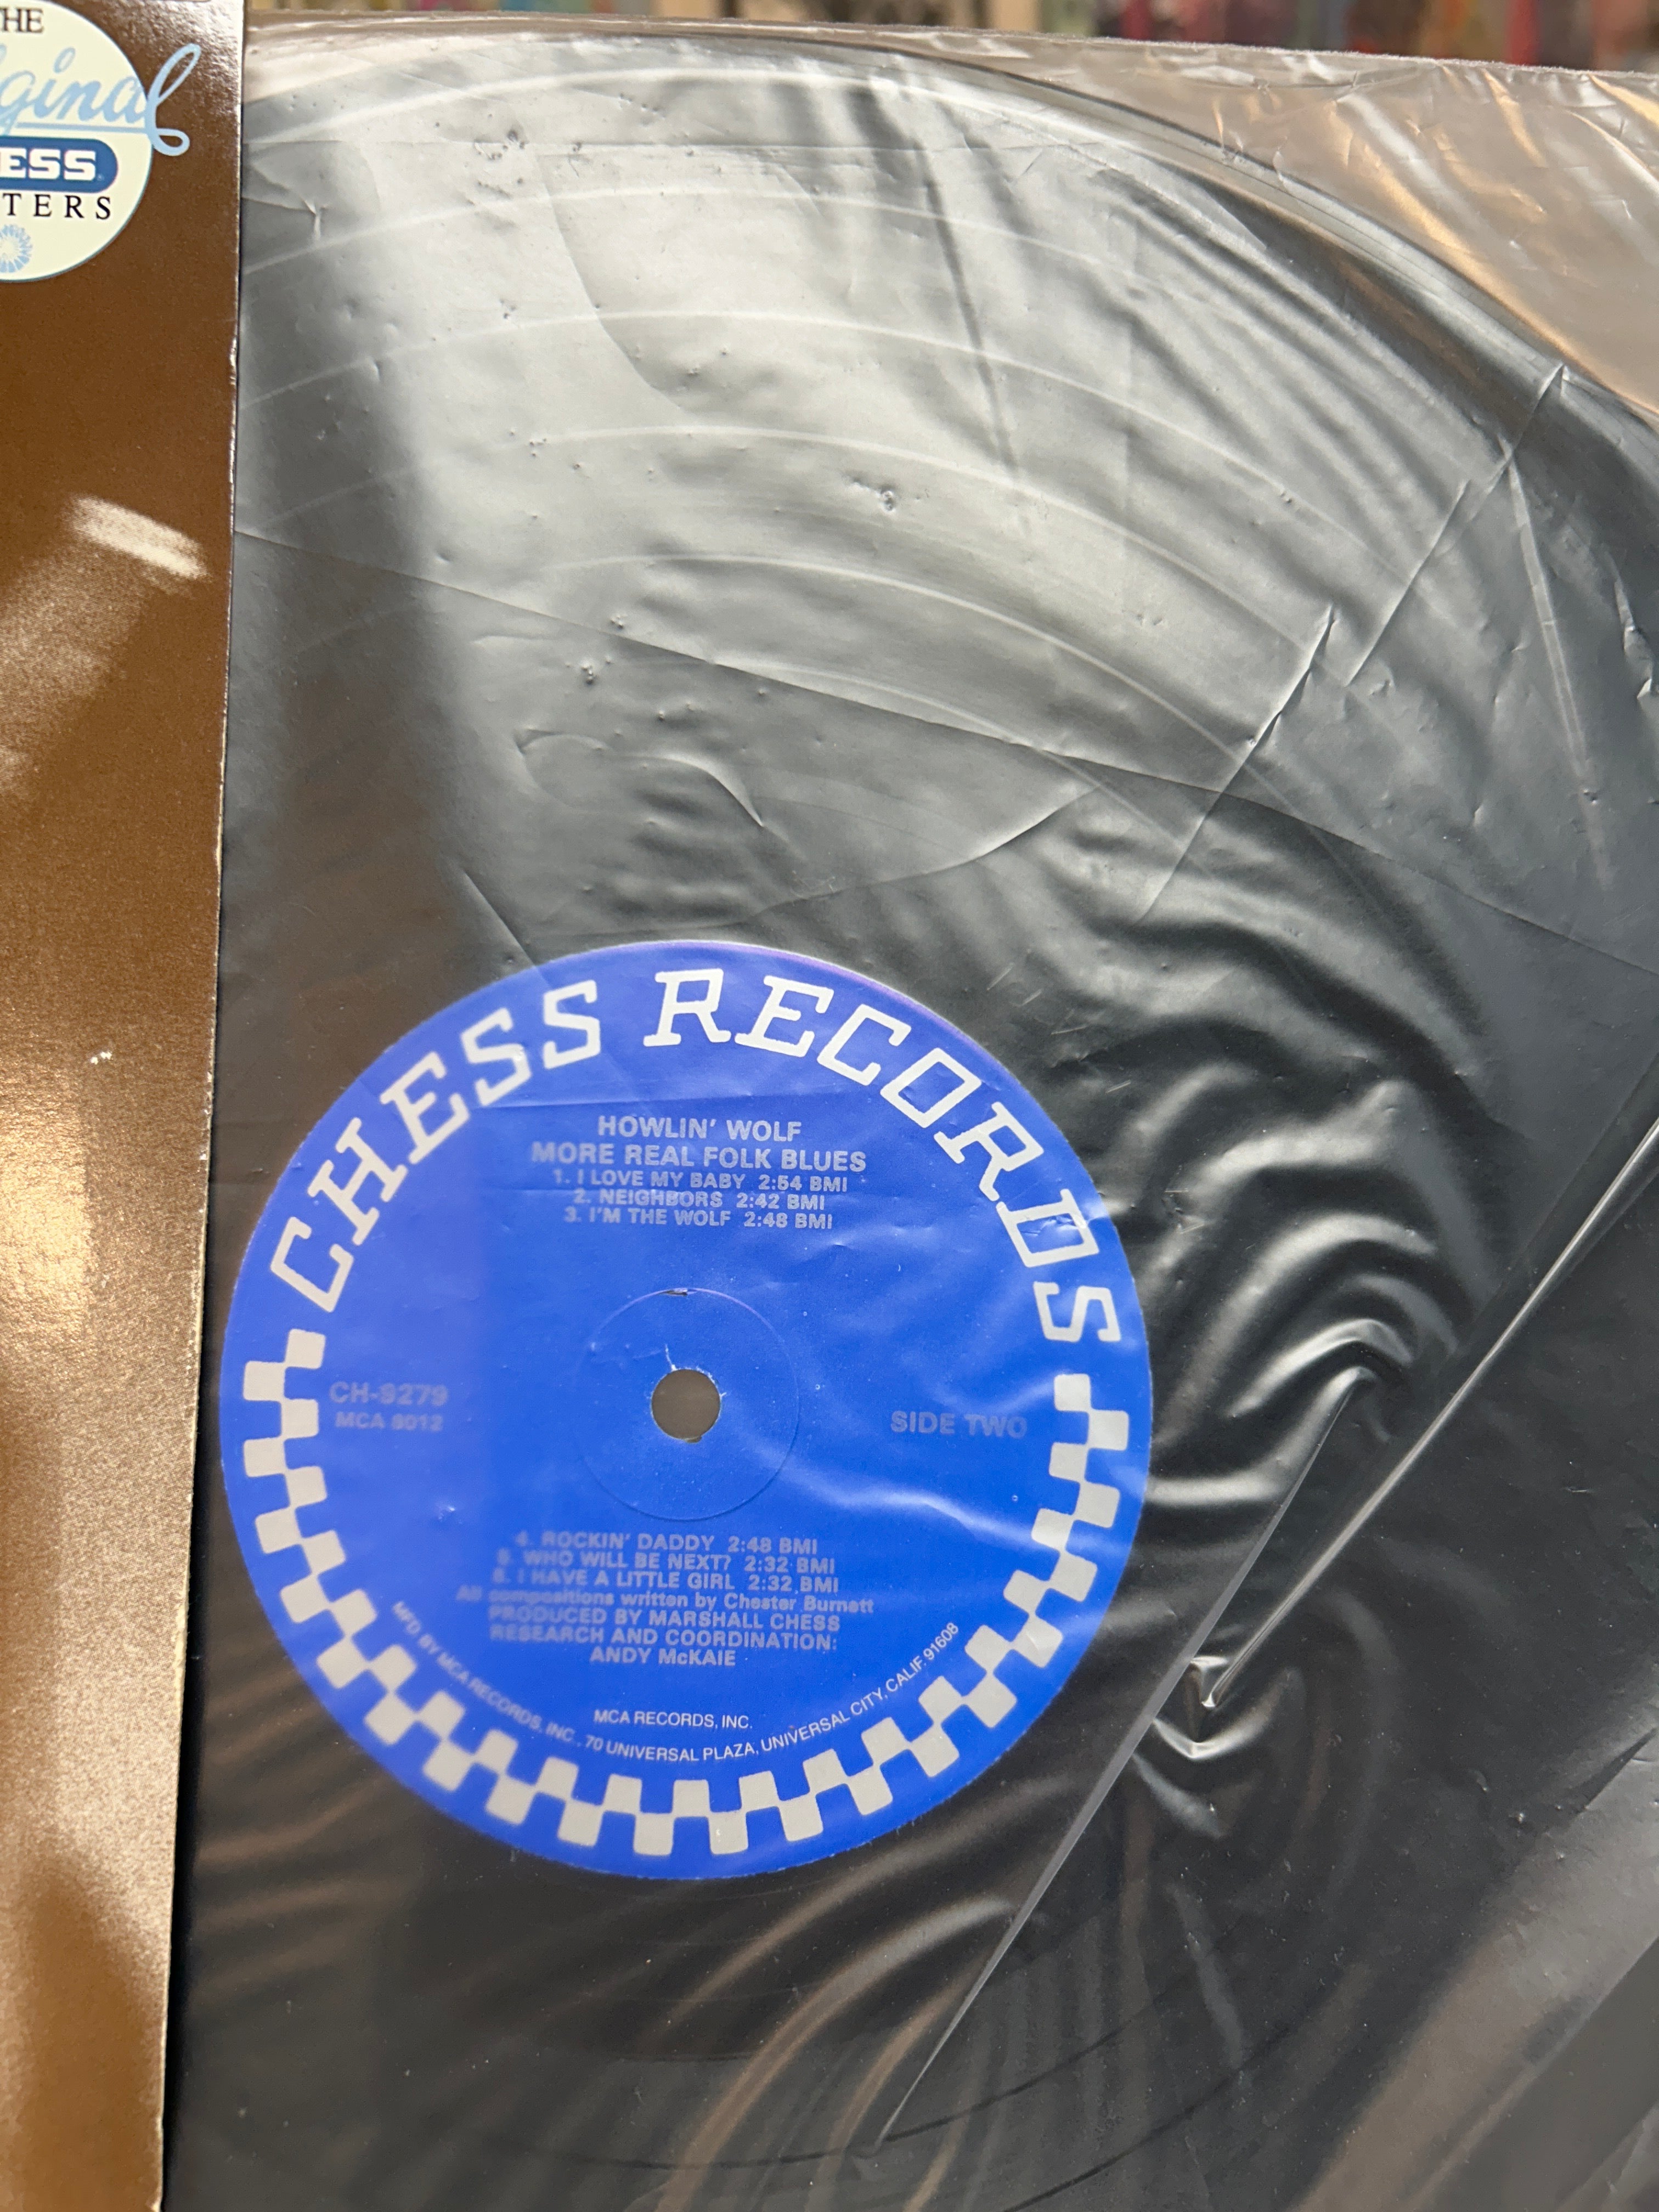 THE
ginal
ESS
TERS
CHESS RECORDS
HOWLIN' WOLF
MORE REAL FOLK BLUES
1. I LOVE MY BABY 2:54 BMI
2. NEIGHBORS 2:42 BMI
3. I'M THE WOLF 2:48 BMI
CH-9279
MCA 9012
SIDE TWO
4. ROCKIN' DADDY 2:48 BMI
5. WHO WILL BE NEXT? 2:32 BMI
6. I HAVE A LITTLE GIRL 2:32 BMI
All compositions written by Chester Burnett
PRODUCED BY MARSHALL CHESS
RESEARCH AND COORDINATION:
ANDY McKAIE
MCA RECORDS, INC.
MFD BY MCA RECORDS, INC., 70 UNIVERSAL PLAZA, UNIVERSAL CITY, CALIF. 91608